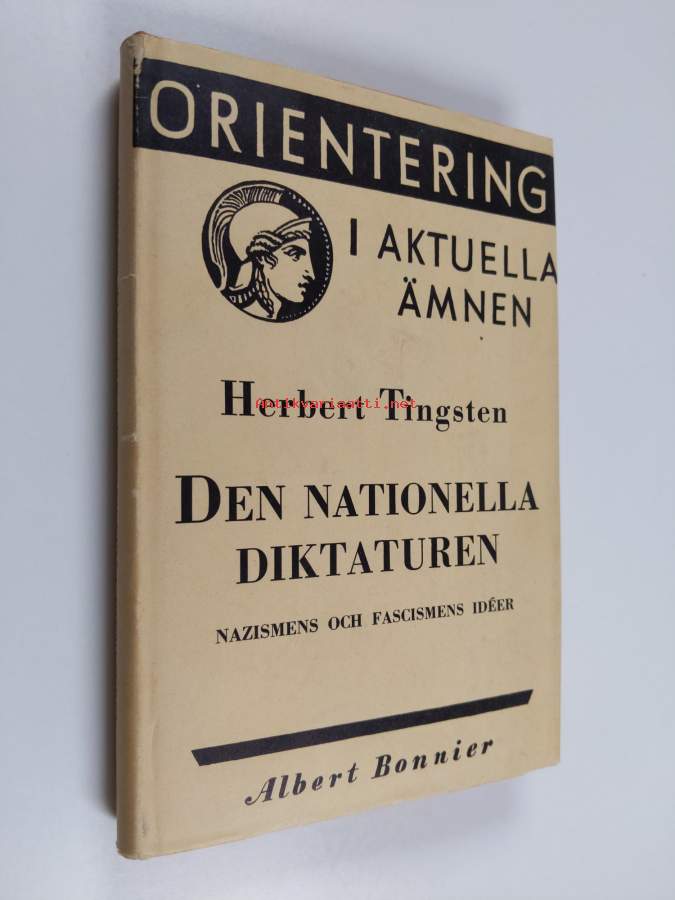 ORIENTERING
I AKTUELLA
ÄMNEN
Herbert Tingsten
Antikvariaatti.net
DEN NATIONELLA
DIKTATUREN
NAZISMENS OCH FASCISMENS IDÉER
Albert Bonnier